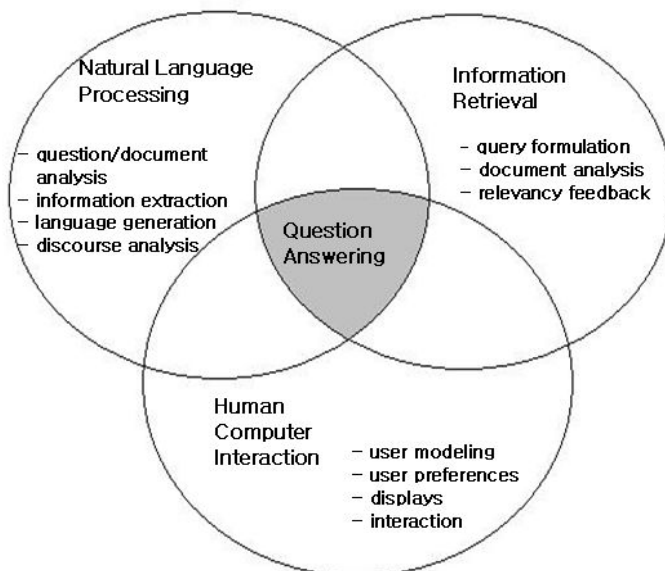 Natural Language
Processing
- question/document
analysis
- information extraction
- language generation
- discourse analysis
Information
Retrieval
- query formulation
- document analysis
- relevancy feedback
Question
Answering
Human
Computer
Interaction
- user modeling
- user preferences
- displays
- interaction